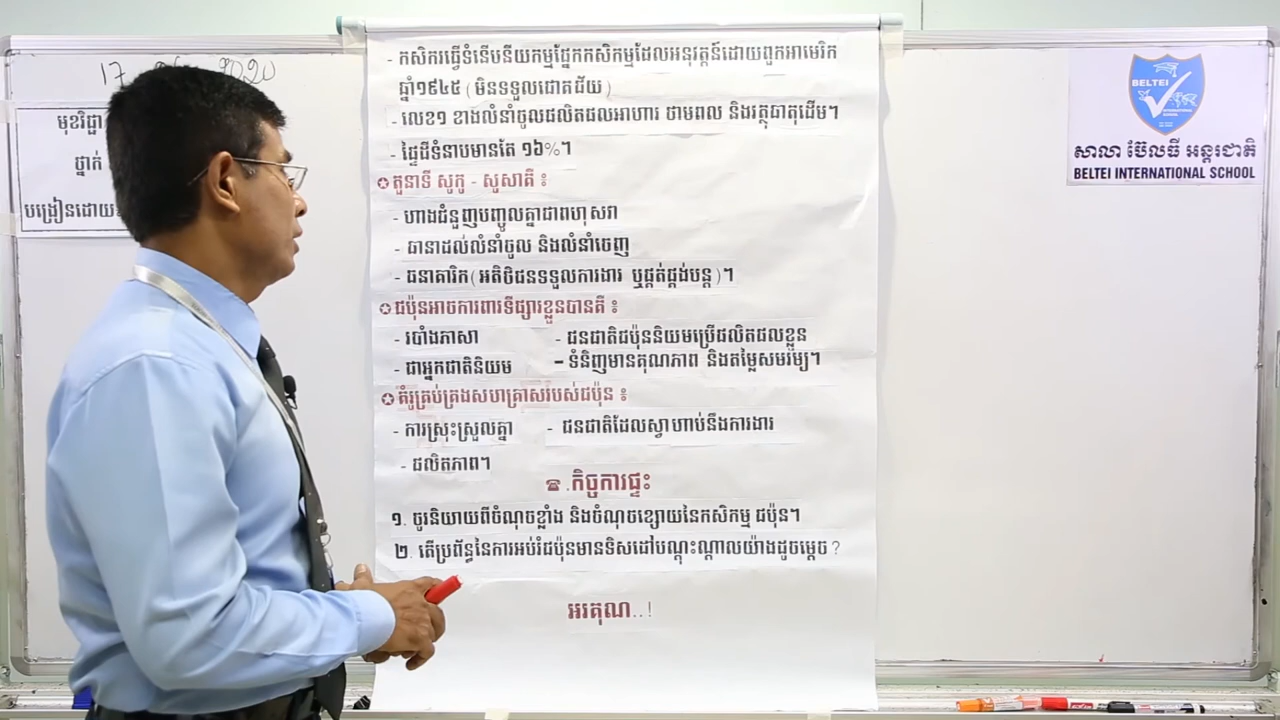 17 2020
មុខវិជ្ជា
ថ្នាក់
បង្រៀនដោយ
- កសិករធ្វើទំនើបនីយកម្មផ្នែកកសិកម្មដែលអនុវត្តន៍ដោយពួកអាមេរិក
ឆ្នាំ១៩៤៥ ( មិនទទួលជោគជ័យ )
- លេខ១ ខាងលំនាំចូលផលិតផលអាហារ ថាមពល និងវត្ថុធាតុដើម។
- ផ្ទៃដីទំនាបមានតែ ១៦%។
✪ តួនាទី សូកូ - សូសាគឺ ៖
- ហាងជំនួញបញ្ចូលគ្នាជាពហុសវា
- ធានាដល់លំនាំចូល និងលំនាំចេញ
- ធនាគារិក(អតិថិជនទទួលការងារ ឬផ្គត់ផ្គង់បន្ត)។
✪ ជប៉ុនអាចការពារទីផ្សារខ្លួនបានគឺ ៖
- របាំងភាសា - ជនជាតិជប៉ុននិយមប្រើផលិតផលខ្លួន
- ជាអ្នកជាតិនិយម - ទំនិញមានគុណភាព និងតម្លៃសមរម្យ។
✪ គំរូគ្រប់គ្រងសហគ្រាសរបស់ជប៉ុន ៖
- ការស្រុះស្រួលគ្នា - ជនជាតិដែលស្វាហាប់នឹងការងារ
- ផលិតភាព។
☎ .កិច្ចការផ្ទះ
១. ចូរនិយាយពីចំណុចខ្លាំង និងចំណុចខ្សោយនៃកសិកម្ម ជប៉ុន។
២. តើប្រព័ន្ធនៃការអប់រំជប៉ុនមានទិសដៅបណ្តុះណ្តាលយ៉ាងដូចម្តេច ?
អរគុណ..!
BELTEI
INTERNATIONAL SCHOOL
សាលា ប៊ែលធី អន្តរជាតិ
BELTEI INTERNATIONAL SCHOOL